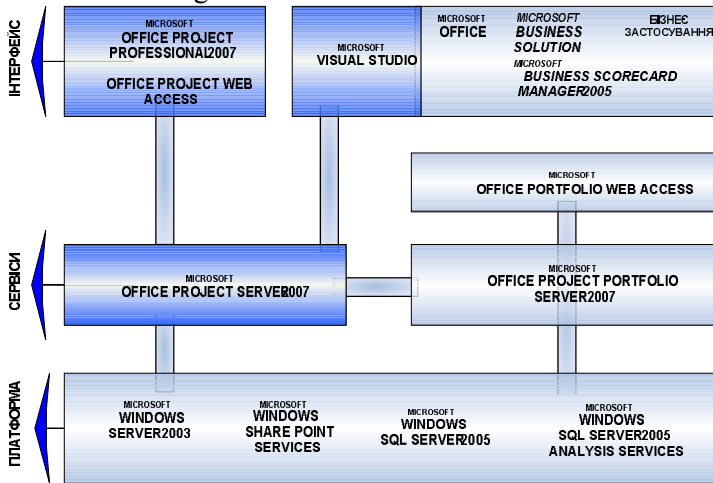 ІНТЕРФЕЙС
MICROSOFT
OFFICE PROJECT
PROFESSIONAL2007
OFFICE PROJECT WEB
ACCESS
MICROSOFT
VISUAL STUDIO
MICROSOFT
OFFICE
MICROSOFT
BUSINESS
SOLUTION
MICROSOFT
BUSINESS SCORECARD
MANAGER2005
БІЗНЕС
ЗАСТОСУВАННЯ
MICROSOFT
OFFICE PORTFOLIO WEB ACCESS
СЕРВІСИ
MICROSOFT
OFFICE PROJECT SERVER2007
MICROSOFT
OFFICE PROJECT PORTFOLIO
SERVER2007
ПЛАТФОРМА
MICROSOFT
WINDOWS
SERVER2003
MICROSOFT
WINDOWS
SHARE POINT
SERVICES
MICROSOFT
WINDOWS
SQL SERVER2005
MICROSOFT
WINDOWS
SQL SERVER2005
ANALYSIS SERVICES